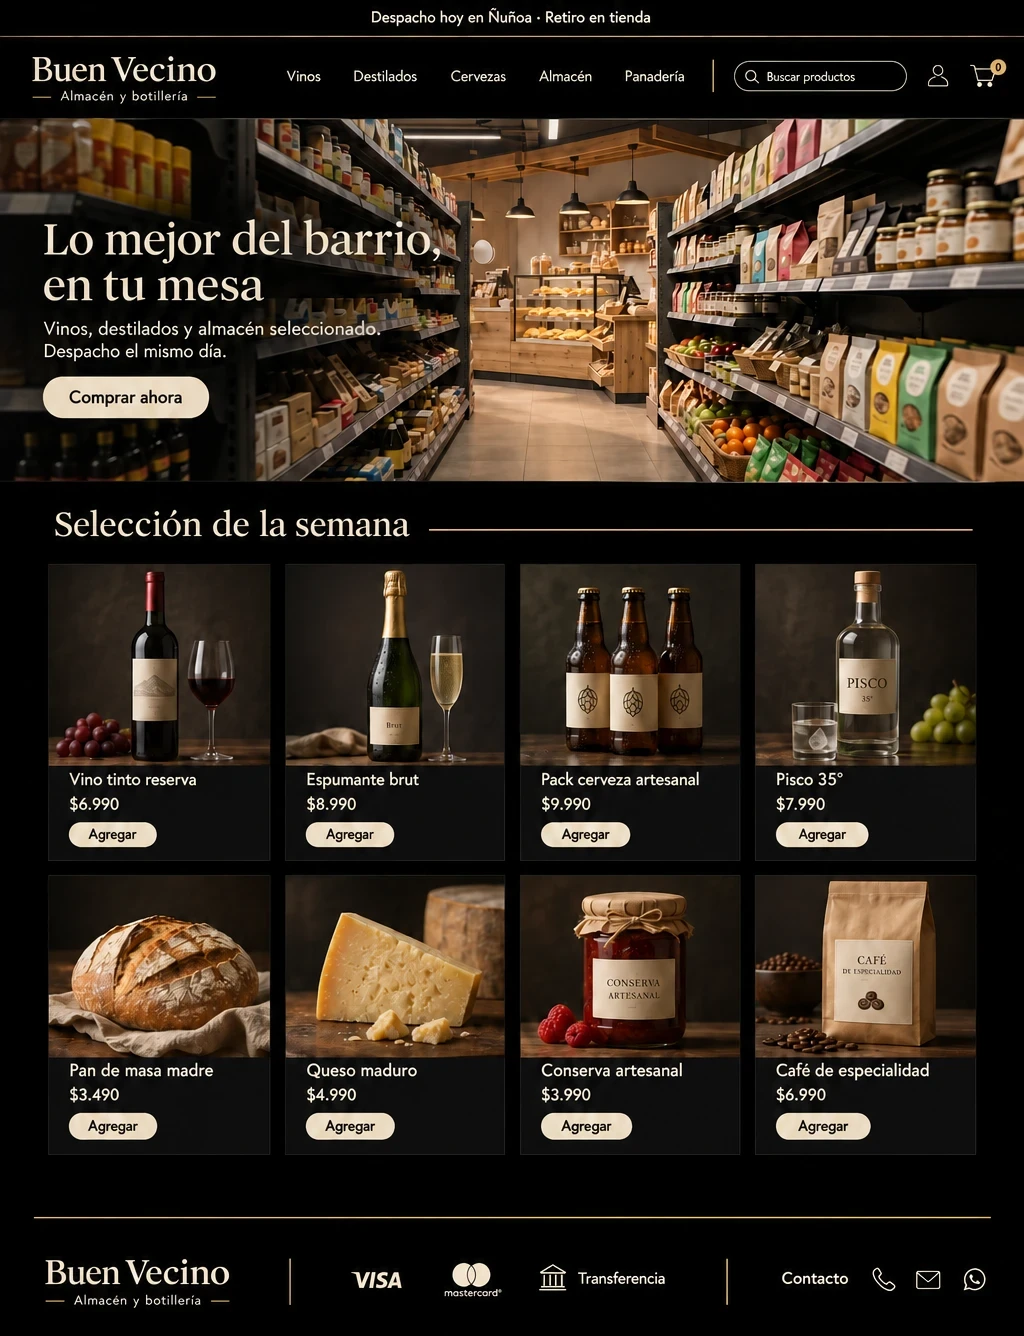 Despacho hoy en Ñuñoa · Retiro en tienda
Buen Vecino
Almacén y botillería
Vinos
Destilados
Cervezas
Almacén
Panadería
Buscar productos
0
Lo mejor del barrio,
en tu mesa
Vinos, destilados y almacén seleccionado.
Despacho el mismo día.
Comprar ahora
Selección de la semana
Vino tinto reserva
$6.990
Agregar
Brut
Espumante brut
$8.990
Agregar
Pack cerveza artesanal
$9.990
Agregar
PISCO
35°
Pisco 35°
$7.990
Agregar
Pan de masa madre
$3.490
Agregar
Queso maduro
$4.990
Agregar
CONSERVA
ARTESANAL
Conserva artesanal
$3.990
Agregar
CAFÉ
DE ESPECIALIDAD
Café de especialidad
$6.990
Agregar
Buen Vecino
Almacén y botillería
VISA
mastercard
Transferencia
Contacto